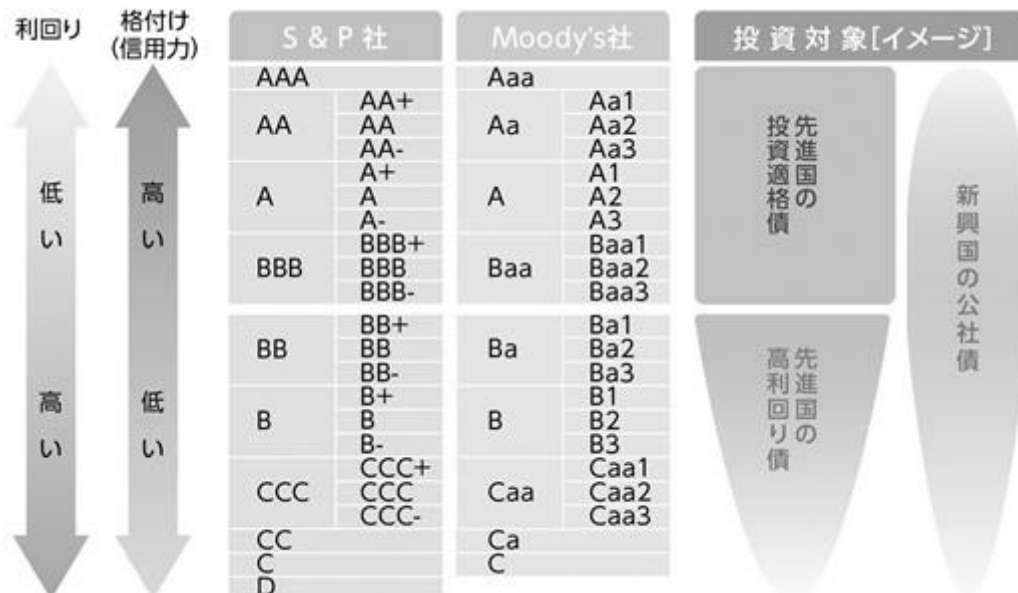 利回り
格付け
(信用力)
S & P 社
Moody's社
投 資 対 象[イメージ]
低い
高い
高い
低い
AAA
Aaa
AA
AA+
AA
AA-
Aa
Aa1
Aa2
Aa3
A
A+
A
A-
A
A1
A2
A3
BBB
BBB+
BBB
BBB-
Baa
Baa1
Baa2
Baa3
BB
BB+
BB
BB-
Ba
Ba1
Ba2
Ba3
B
B+
B
B-
B
B1
B2
B3
CCC
CCC+
CCC
CCC-
Caa
Caa1
Caa2
Caa3
CC
Ca
C
C
D
先進国の
投資適格債
先進国の
高利回り債
新興国の公社債